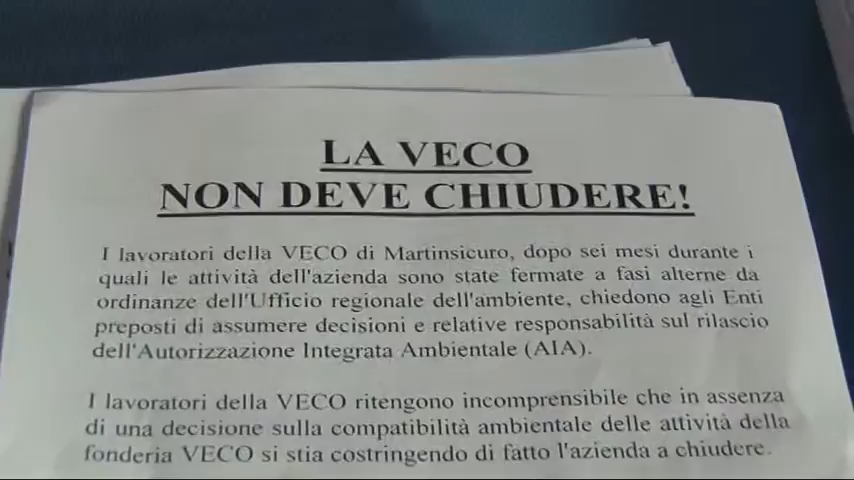 LA VECO
NON DEVE CHIUDERE!
I lavoratori della VECO di Martinsicuro, dopo sei mesi durante i
quali le attività dell'azienda sono state fermate a fasi alterne da
ordinanze dell'Ufficio regionale dell'ambiente, chiedono agli Enti
preposti di assumere decisioni e relative responsabilità sul rilascio
dell'Autorizzazione Integrata Ambientale (AIA).
I lavoratori della VECO ritengono incomprensibile che in assenza
di una decisione sulla compatibilità ambientale delle attività della
fonderia VECO si stia costringendo di fatto l'azienda a chiudere.